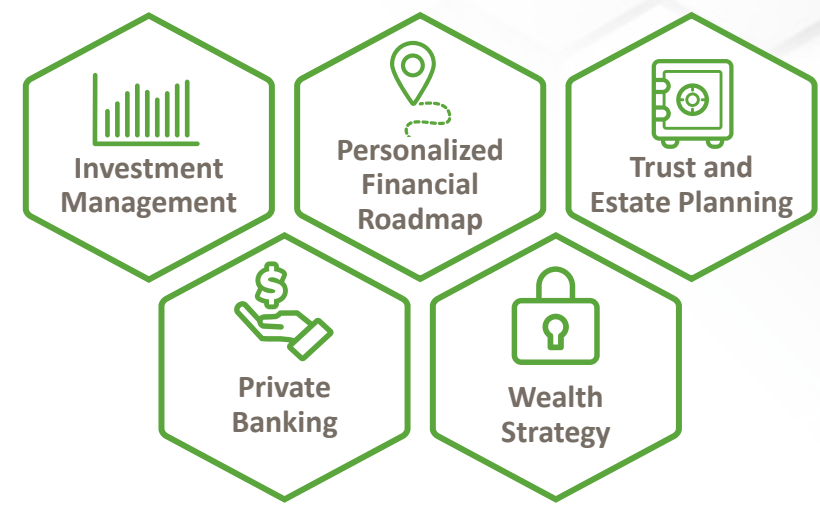 Investment
Management
Personalized
Financial
Roadmap
Trust and
Estate Planning
$
Private
Banking
Wealth
Strategy